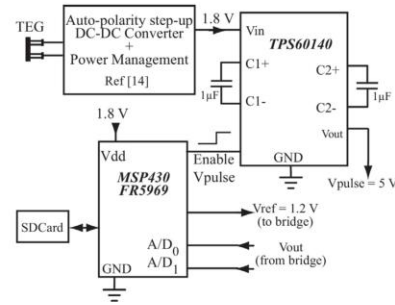 TEG
Auto-polarity step-up
DC-DC Converter
+
Power Management
Ref [14]
1.8 V
Vin
TPS60140
C1+
C1-
1µF
C2+
C2-
1µF
Vout
GND
Vpulse = 5 V
1.8 V
Vdd
MSP430
FR5969
Enable
Vpulse
SDCard
Vref = 1.2 V
(to bridge)
A/D0
A/D1
Vout
(from bridge)
GND